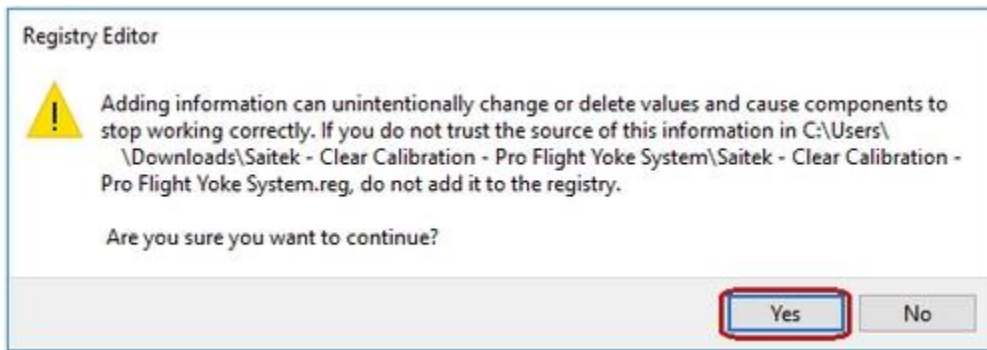 Registry Editor
Adding information can unintentionally change or delete values and cause components to
stop working correctly. If you do not trust the source of this information in C:\Users\
\Downloads\Saitek - Clear Calibration - Pro Flight Yoke System\Saitek - Clear Calibration -
Pro Flight Yoke System.reg, do not add it to the registry.
Are you sure you want to continue?
Yes No